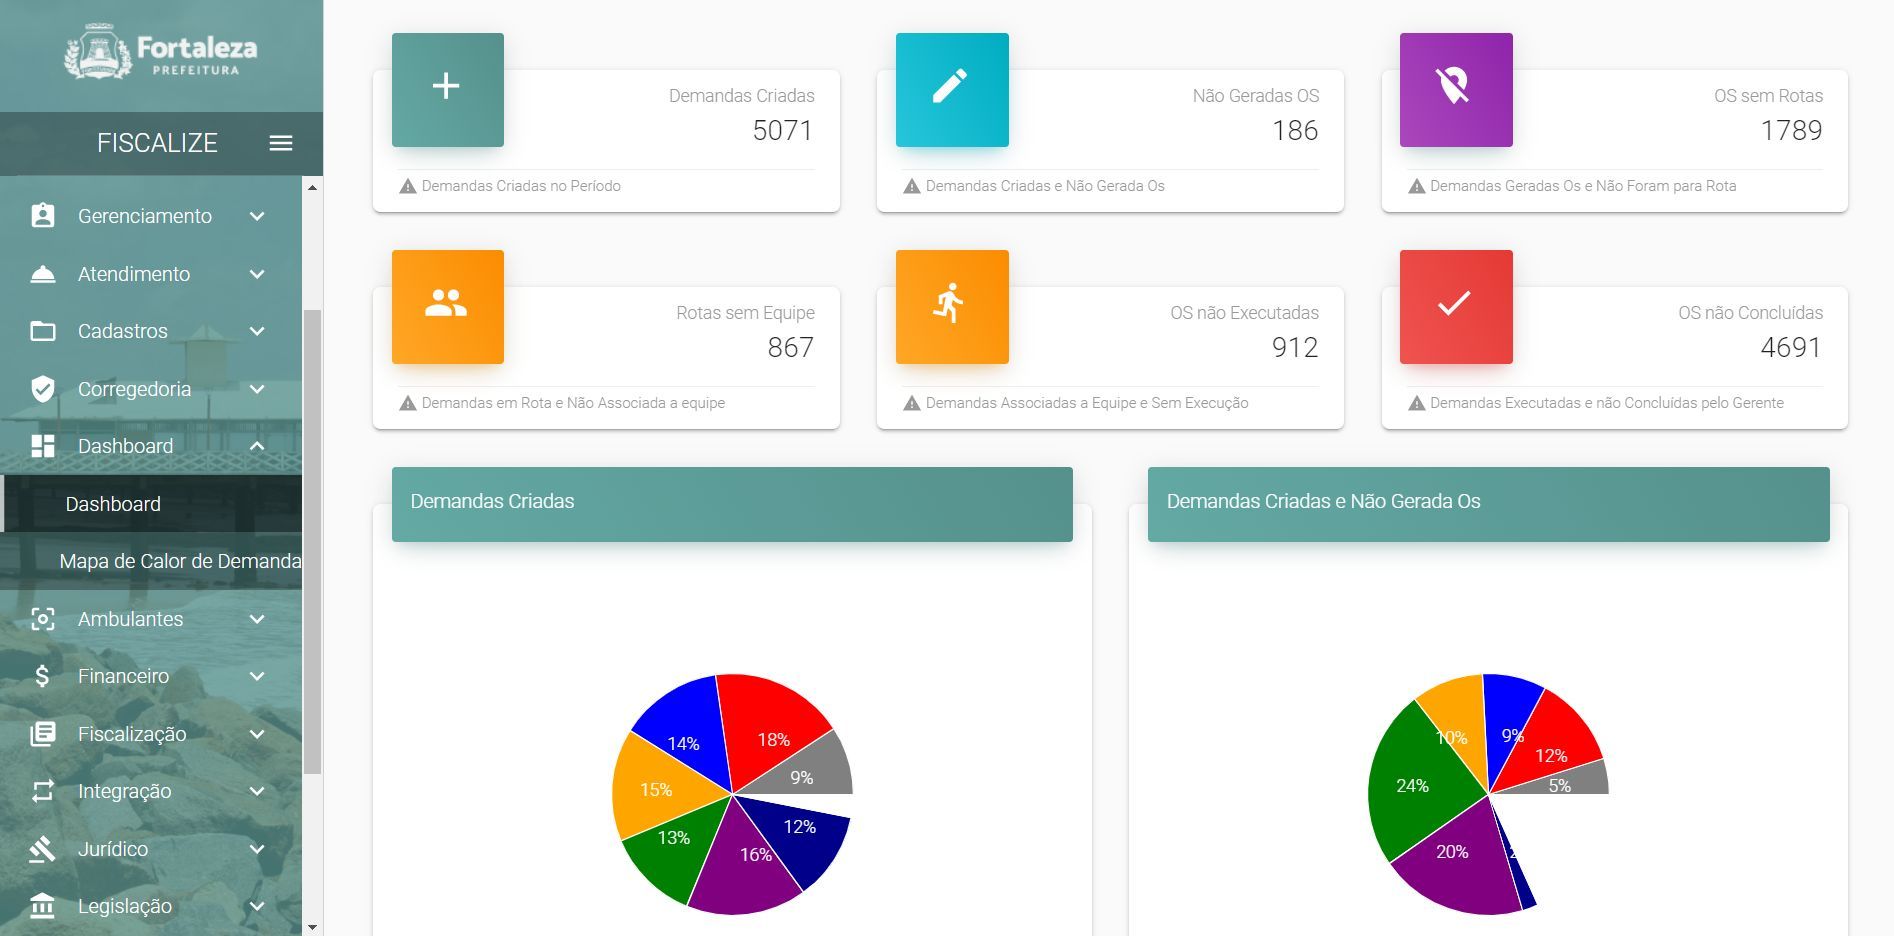 Fortaleza
PREFEITURA
FISCALIZE
Gerenciamento
Atendimento
Cadastros
Corregedoria
Dashboard
Dashboard
Mapa de Calor de Demanda
Ambulantes
Financeiro
Fiscalização
Integração
Jurídico
Legislação
Demandas Criadas
5071
Demandas Criadas no Período
Não Geradas OS
186
Demandas Criadas e Não Gerada Os
OS sem Rotas
1789
Demandas Geradas Os e Não Foram para Rota
Rotas sem Equipe
867
Demandas em Rota e Não Associada a equipe
OS não Executadas
912
Demandas Associadas a Equipe e Sem Execução
OS não Concluídas
4691
Demandas Executadas e não Concluídas pelo Gerente
Demandas Criadas
14%
18%
9%
15%
13%
16%
12%
Demandas Criadas e Não Gerada Os
10%
9%
12%
5%
24%
20%